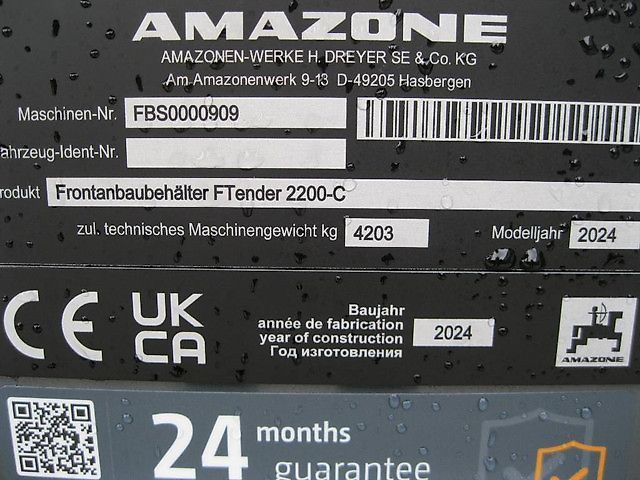 AMAZONE
AMAZONEN-WERKE H. DREYER SE & Co. KG
Am Amazonenwerk 9-13 D-49205 Hasbergen
Maschinen-Nr. FBS0000909
ahrzeug-Ident-Nr.
rodukt Frontanbaubehälter FTender 2200-C
zul. technisches Maschinengewicht kg 4203 Modelljahr 2024
CE UK CA
Baujahr
année de fabrication
year of construction 2024
Год изготовления
AMAZONE
24 months
guarantee